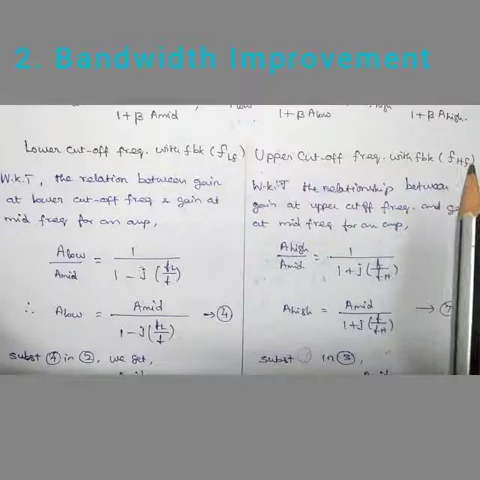 2. Bandwidth Improvement
1+β Amid 1+β Alow 1+β Ahigh.
Lower cut-off freq. with fbk (fLf)
W.K.T, the relation between gain
at lower cut-off freq & gain at
mid freq for an amp,
Alow/Amid = 1/(1 - j(fL/f))
∴ Alow = Amid/(1 - j(fL/f)) → ④
subst ④ in ②, we get,
Upper Cut-off freq. with fbk (fHf)
W.K.T the relationship between
gain at upper cutoff freq. and
at mid freq for an amp,
Ahigh/Amid = 1/(1+j(f/fH))
Ahigh = Amid/(1+j(f/fH)) →
subst in ③,